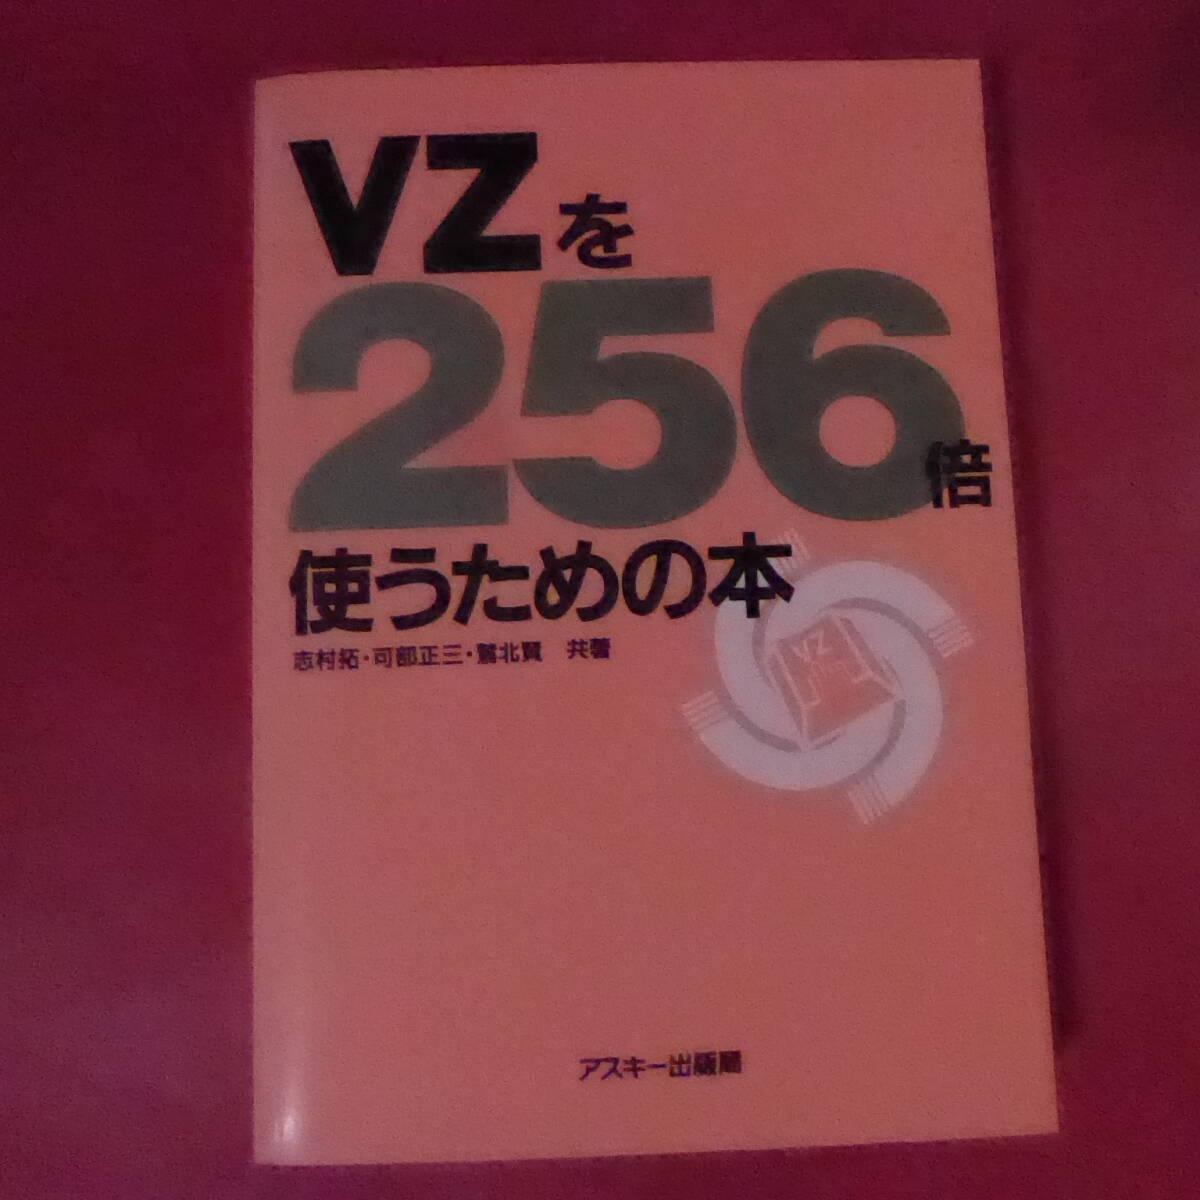 VZを
256倍
使うための本
志村拓・可部正三・鷲北賢 共著
VZ
アスキー出版局